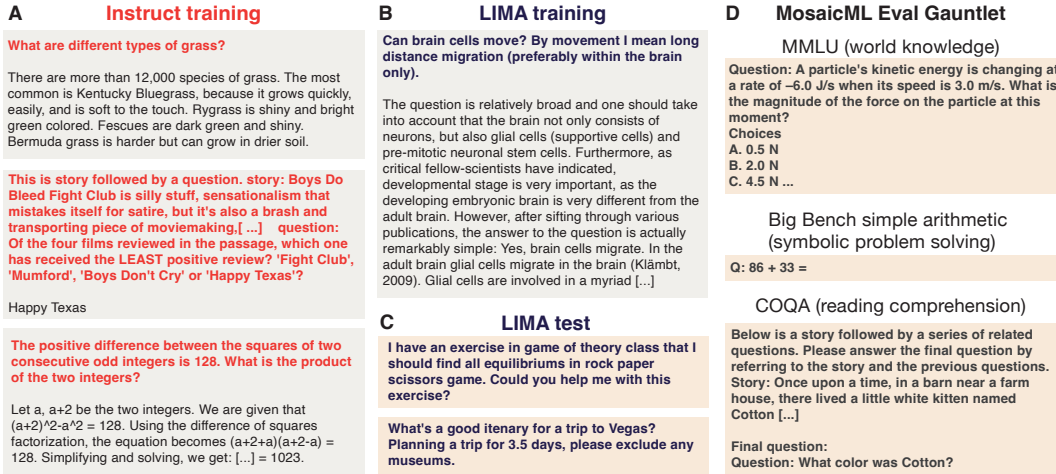 A
Instruct training
What are different types of grass?
There are more than 12,000 species of grass. The most
common is Kentucky Bluegrass, because it grows quickly,
easily, and is soft to the touch. Rygrass is shiny and bright
green colored. Fescues are dark green and shiny.
Bermuda grass is harder but can grow in drier soil.
This is story followed by a question. story: Boys Do
Bleed Fight Club is silly stuff, sensationalism that
mistakes itself for satire, but it's also a brash and
transporting piece of moviemaking,[ ...] question:
Of the four films reviewed in the passage, which one
has received the LEAST positive review? 'Fight Club',
'Mumford', 'Boys Don't Cry' or 'Happy Texas'?
Happy Texas
The positive difference between the squares of two
consecutive odd integers is 128. What is the product
of the two integers?
Let a, a+2 be the two integers. We are given that
(a+2)^2-a^2 = 128. Using the difference of squares
factorization, the equation becomes (a+2+a)(a+2-a) =
128. Simplifying and solving, we get: [...] = 1023.
B
LIMA training
Can brain cells move? By movement I mean long
distance migration (preferably within the brain
only).
The question is relatively broad and one should take
into account that the brain not only consists of
neurons, but also glial cells (supportive cells) and
pre-mitotic neuronal stem cells. Furthermore, as
critical fellow-scientists have indicated,
developmental stage is very important, as the
developing embryonic brain is very different from the
adult brain. However, after sifting through various
publications, the answer to the question is actually
remarkably simple: Yes, brain cells migrate. In the
adult brain glial cells migrate in the brain (Klämbt,
2009). Glial cells are involved in a myriad [...]
C
LIMA test
I have an exercise in game of theory class that I
should find all equilibriums in rock paper
scissors game. Could you help me with this
exercise?
What's a good itenary for a trip to Vegas?
Planning a trip for 3.5 days, please exclude any
museums.
D
MosaicML Eval Gauntlet
MMLU (world knowledge)
Question: A particle's kinetic energy is changing at
a rate of –6.0 J/s when its speed is 3.0 m/s. What is
the magnitude of the force on the particle at this
moment?
Choices
A. 0.5 N
B. 2.0 N
C. 4.5 N ...
Big Bench simple arithmetic
(symbolic problem solving)
Q: 86 + 33 =
COQA (reading comprehension)
Below is a story followed by a series of related
questions. Please answer the final question by
referring to the story and the previous questions.
Story: Once upon a time, in a barn near a farm
house, there lived a little white kitten named
Cotton [...]
Final question:
Question: What color was Cotton?